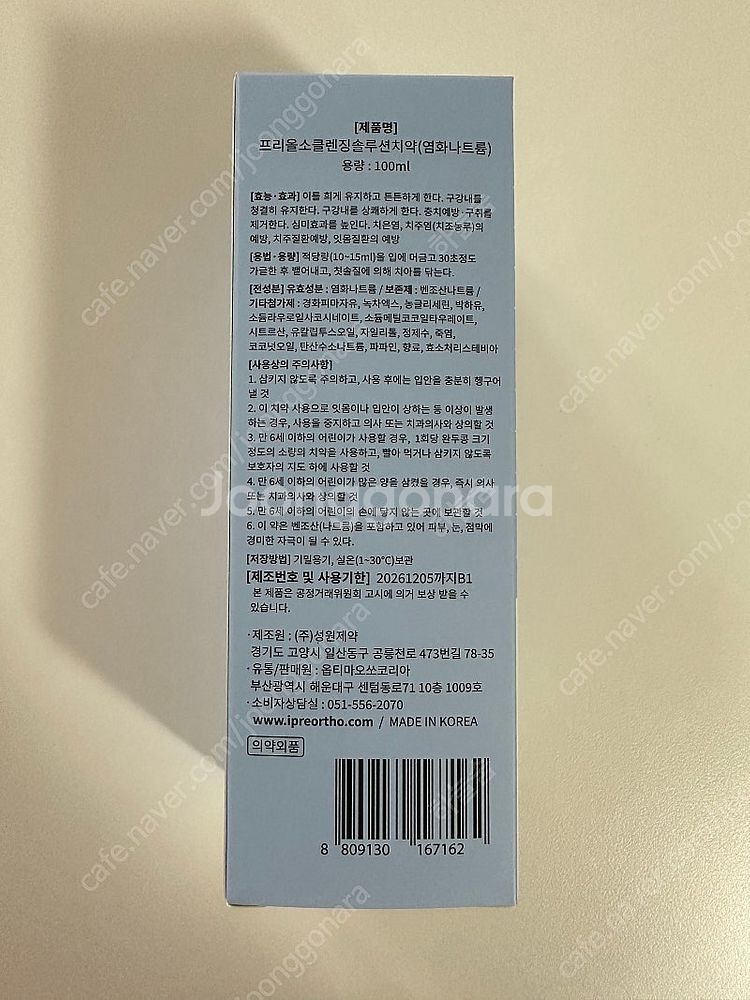 [제품명]
프리올소클렌징솔루션치약(염화나트륨)
용량 : 100ml
[효능·효과] 이를 희게 유지하고 튼튼하게 한다. 구강내를
청결히 유지한다. 구강내를 상쾌하게 한다. 충치예방·구취를
제거한다. 심미효과를 높인다. 치은염, 치주염(치조농루)의
예방, 치주질환예방, 잇몸질환의 예방
[용법·용량] 적당량(10~15ml)을 입에 머금고 30초정도
가글한 후 뱉어내고, 칫솔질에 의해 치아를 닦는다.
[전성분] 유효성분 : 염화나트륨 / 보존제 : 벤조산나트륨 /
기타첨가제 : 경화피마자유, 녹차엑스, 농글리세린, 박하유,
소듐라우로일사코시네이트, 소듐메틸코코일타우레이트,
시트르산, 유칼립투스오일, 자일리톨, 정제수, 죽염,
코코넛오일, 탄산수소나트륨, 파파인, 향료, 효소처리스테비아
[사용상의 주의사항]
1. 삼키지 않도록 주의하고, 사용 후에는 입안을 충분히 헹구어
낼 것
2. 이 치약 사용으로 잇몸이나 입안이 상하는 등 이상이 발생
하는 경우, 사용을 중지하고 의사 또는 치과의사와 상의할 것
3. 만 6세 이하의 어린이가 사용할 경우, 1회당 완두콩 크기
정도의 소량의 치약을 사용하고, 빨아 먹거나 삼키지 않도록
보호자의 지도 하에 사용할 것
4. 만 6세 이하의 어린이가 많은 양을 삼켰을 경우, 즉시 의사
또는 치과의사와 상의할 것
5. 만 6세 이하의 어린이의 손에 닿지 않는 곳에 보관할 것
6. 이 약은 벤조산(나트륨)을 포함하고 있어 피부, 눈, 점막에
경미한 자극이 될 수 있다.
[저장방법] 기밀용기, 실온(1~30℃)보관
[제조번호 및 사용기한] 20261205까지B1
본 제품은 공정거래위원회 고시에 의거 보상 받을 수
있습니다.
·제조원 : (주)성원제약
경기도 고양시 일산동구 공릉천로 473번길 78-35
·유통/판매원 : 옵티마오쏘코리아
부산광역시 해운대구 센텀동로71 10층 1009호
·소비자상담실 : 051-556-2070
www.ipreortho.com / MADE IN KOREA
의약외품
8 809130 167162
Joonggonara
cafe.naver.com/joonggonara